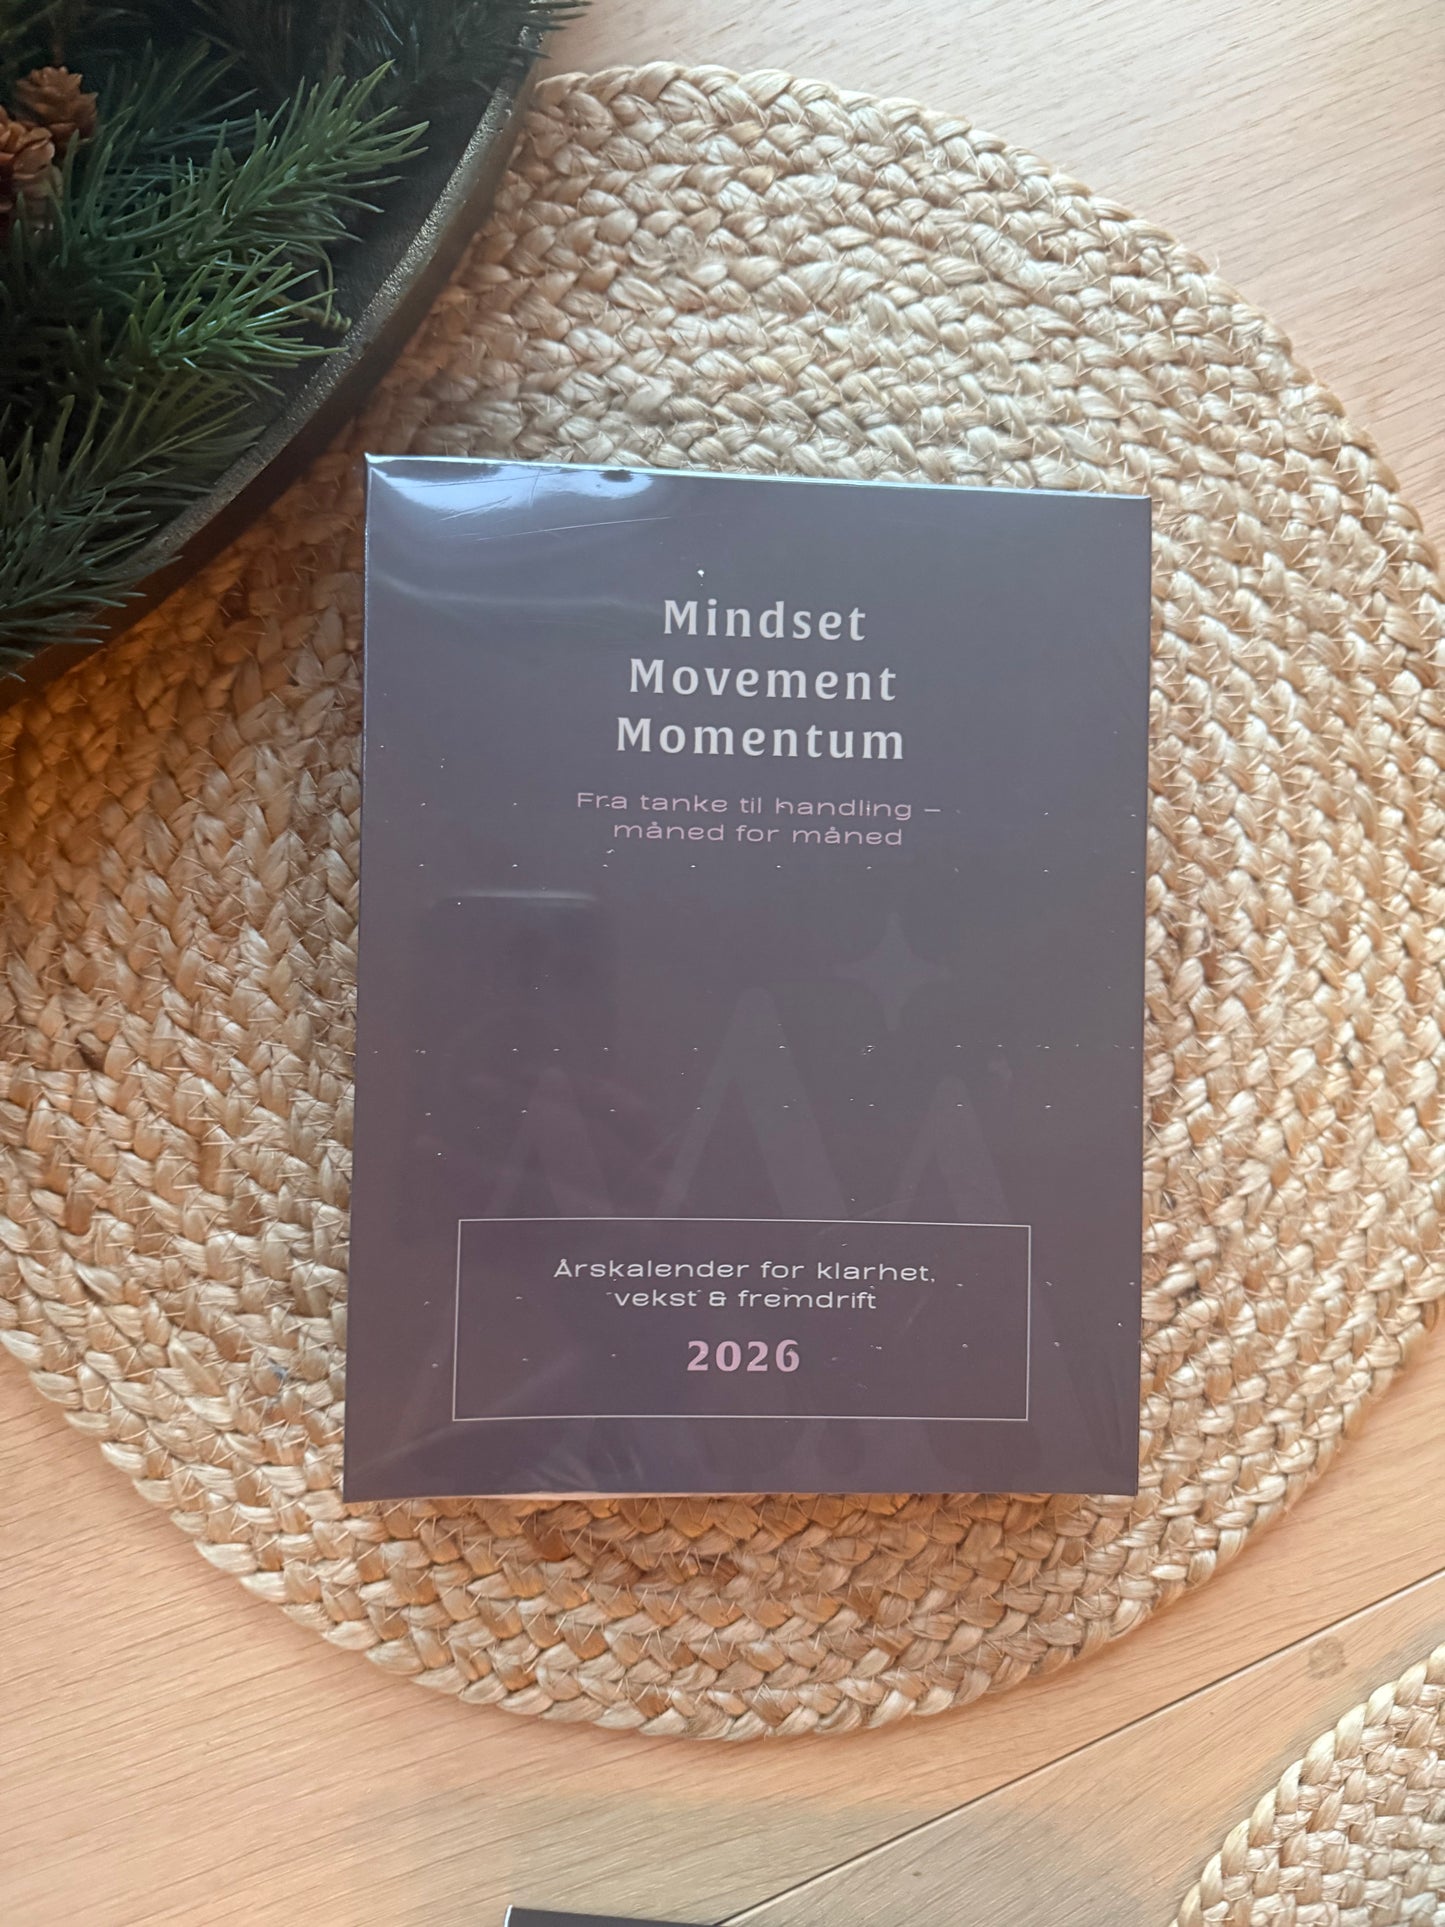 Mindset
Movement
Momentum
Fra tanke til handling –
måned for måned
Årskalender for klarhet,
vekst & fremdrift
2026